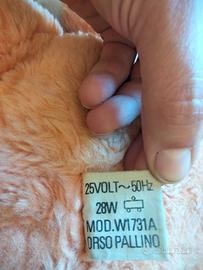 25VOLT~50Hz
28W
MOD.W1731A
ORSO PALLINO